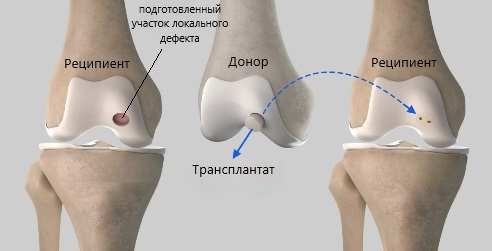 подготовленный
участок локального
дефекта
Реципиент
Донор
Реципиент
Трансплантат